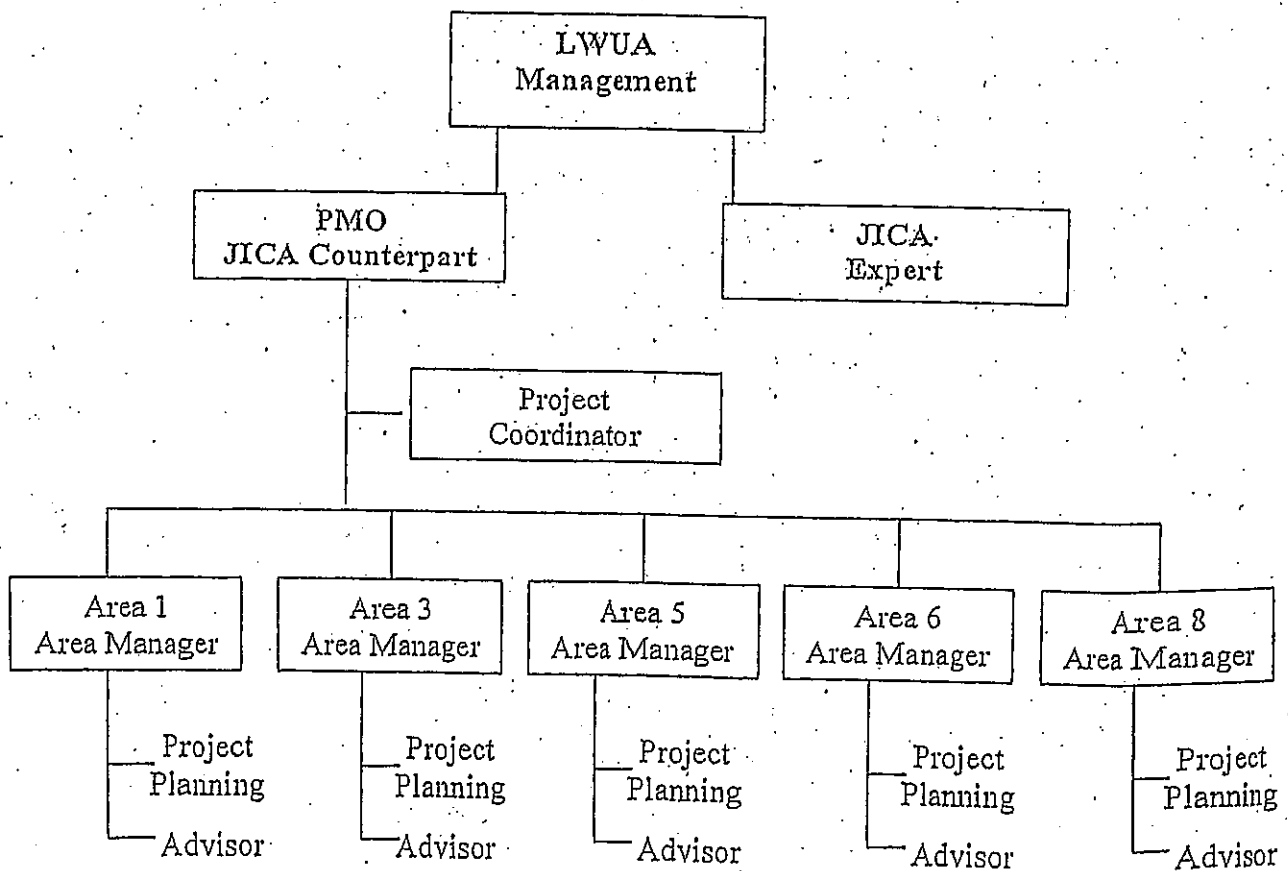 LWUA
Management
PMO
JICA Counterpart
JICA
Expert
Project
Coordinator
Area 1
Area Manager
Area 3
Area Manager
Area 5
Area Manager
Area 6
Area Manager
Area 8
Area Manager
Project
Planning
Advisor
Project
Planning
Advisor
Project
Planning
Advisor
Project
Planning
Advisor
Project
Planning
Advisor